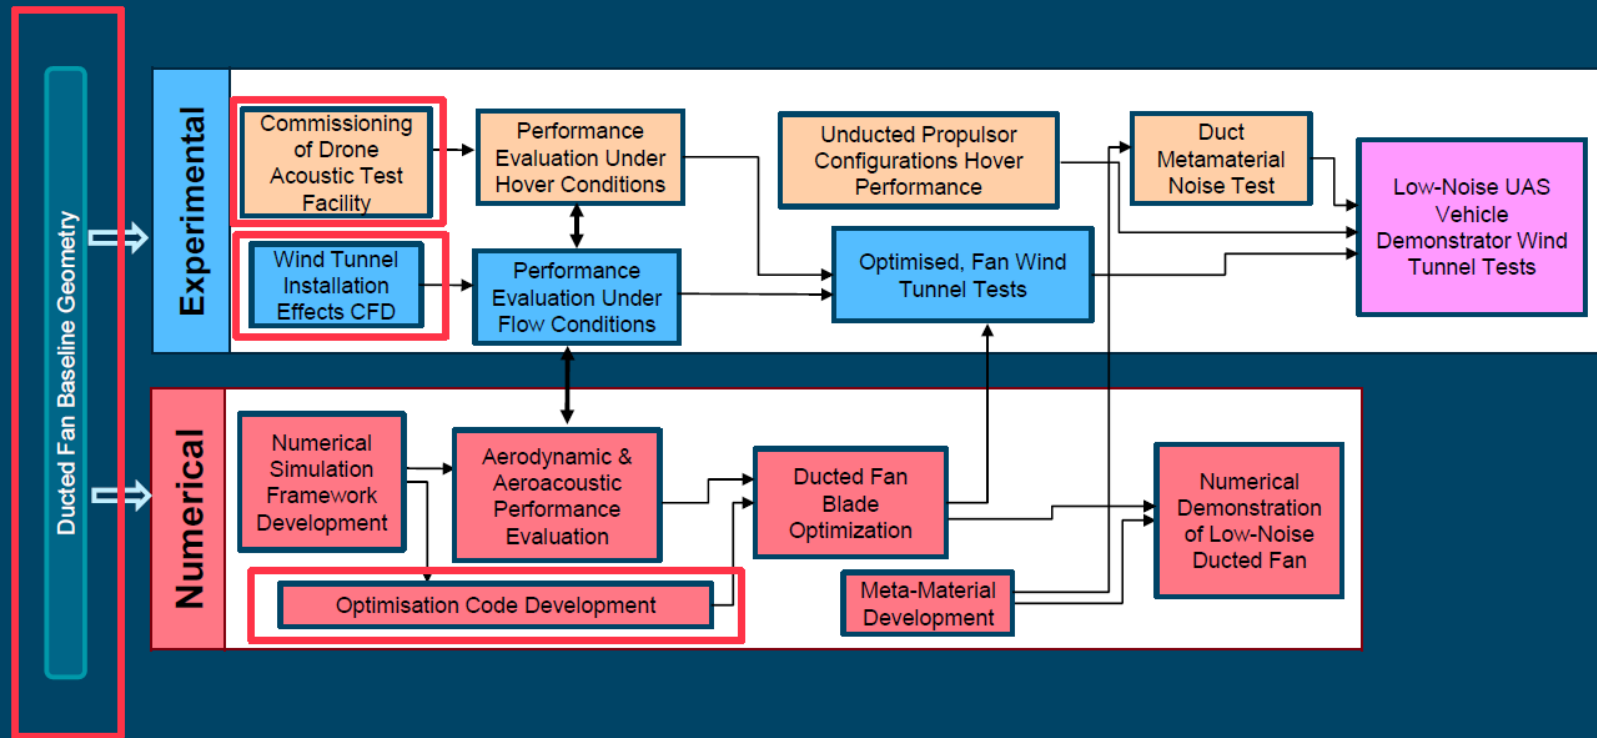 Ducted Fan Baseline Geometry
Experimental
Commissioning
of Drone
Acoustic Test
Facility
Performance
Evaluation Under
Hover Conditions
Unducted Propulsor
Configurations Hover
Performance
Duct
Metamaterial
Noise Test
Low-Noise UAS
Vehicle
Demonstrator Wind
Tunnel Tests
Wind Tunnel
Installation
Effects CFD
Performance
Evaluation Under
Flow Conditions
Optimised, Fan Wind
Tunnel Tests
Numerical
Numerical
Simulation
Framework
Development
Aerodynamic &
Aeroacoustic
Performance
Evaluation
Ducted Fan
Blade
Optimization
Numerical
Demonstration
of Low-Noise
Ducted Fan
Optimisation Code Development
Meta-Material
Development